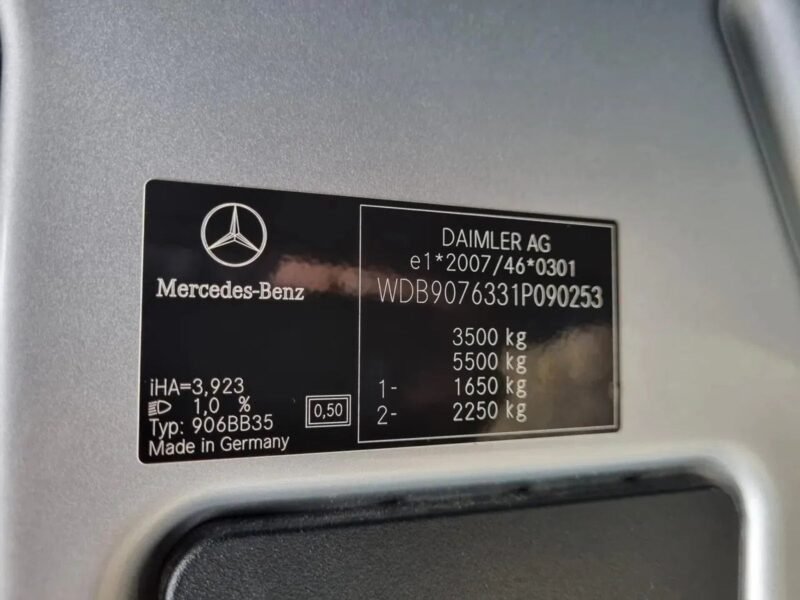 Mercedes-Benz
iHA=3,923
1,0 %
Typ: 906BB35
Made in Germany
0,50
DAIMLER AG
e1*2007/46*0301
WDB9076331P090253
3500 kg
5500 kg
1- 1650 kg
2- 2250 kg